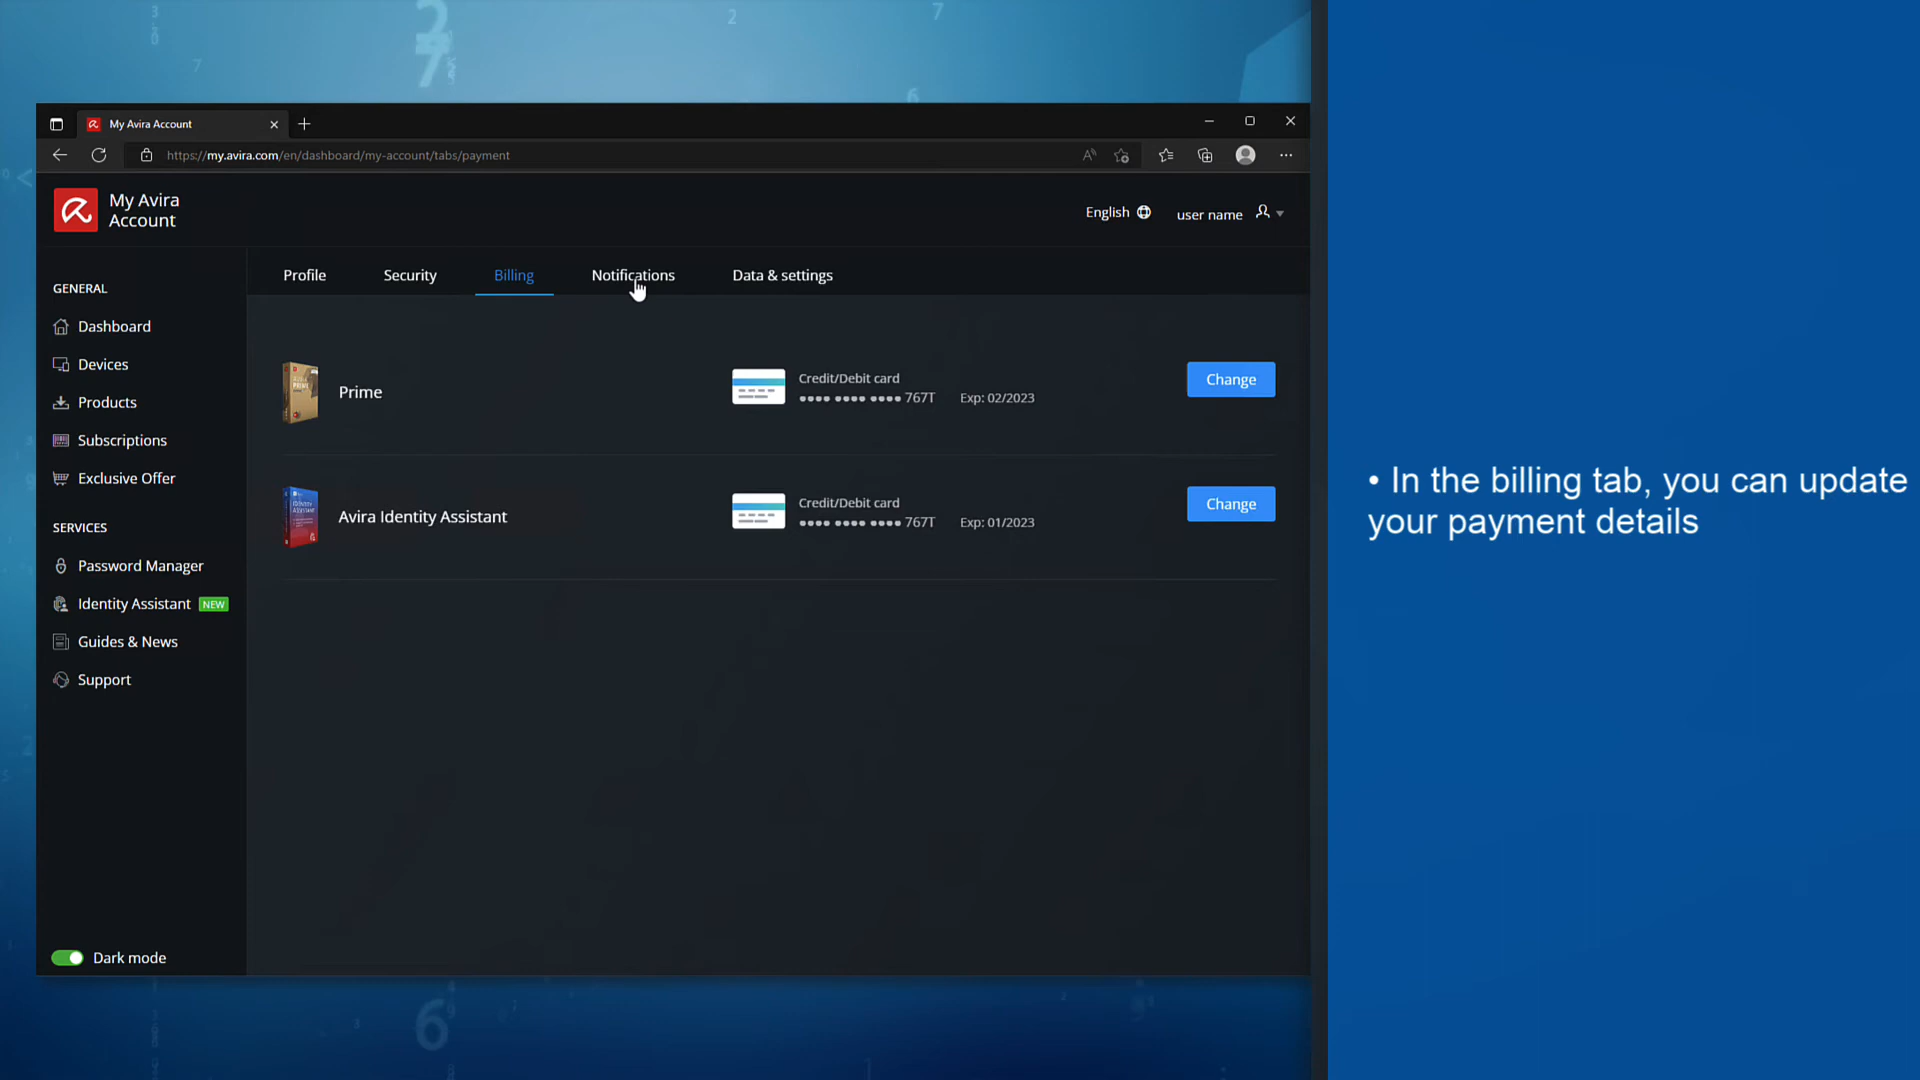 My Avira Account
https://my.avira.com/en/dashboard/my-account/tabs/payment
My Avira
Account
English
user name
Profile
Security
Billing
Notifications
Data & settings
GENERAL
Dashboard
Devices
Products
Subscriptions
Exclusive Offer
SERVICES
Password Manager
Identity Assistant NEW
Guides & News
Support
Dark mode
Prime
Credit/Debit card
•••• •••• •••• 767T
Exp: 02/2023
Change
Avira Identity Assistant
Credit/Debit card
•••• •••• •••• 767T
Exp: 01/2023
Change
• In the billing tab, you can update
your payment details